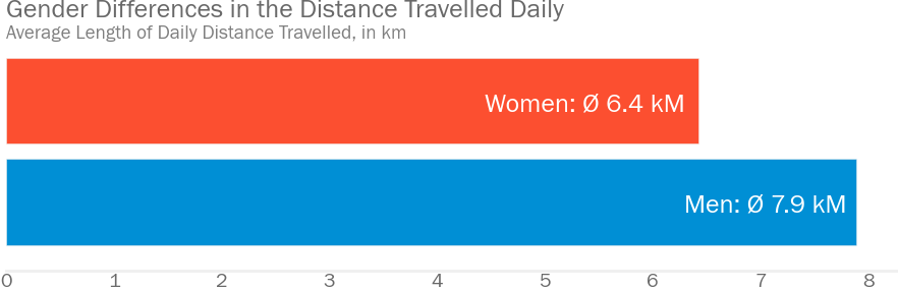 Gender Differences in the Distance Travelled Daily
Average Length of Daily Distance Travelled, in km
Women: Ø 6.4 kM
Men: Ø 7.9 kM
0 1 2 3 4 5 6 7 8